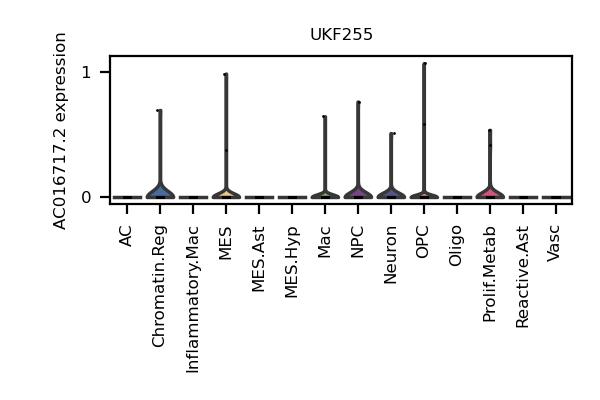 UKF255
AC016717.2 expression
1
0
AC
Chromatin.Reg
Inflammatory.Mac
MES
MES.Ast
MES.Hyp
Mac
NPC
Neuron
OPC
Oligo
Prolif.Metab
Reactive.Ast
Vasc